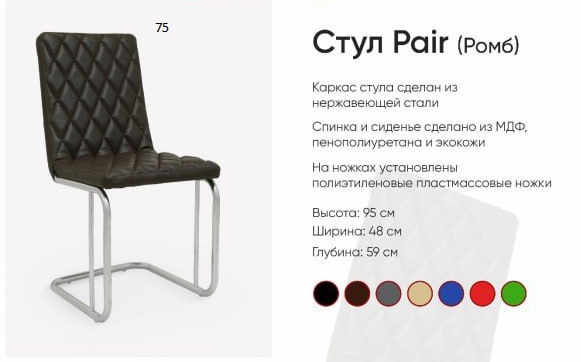 75
Стул Pair (Ромб)
Каркас стула сделан из
нержавеющей стали
Спинка и сиденье сделано из МДФ,
пенополиуретана и экокожи
На ножках установлены
полиэтиленовые пластмассовые ножки
Высота: 95 см
Ширина: 48 см
Глубина: 59 см